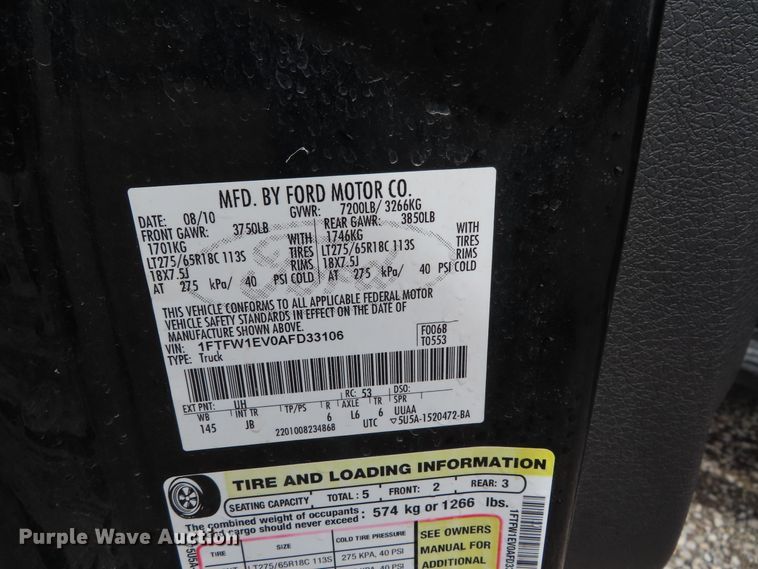 MFD. BY FORD MOTOR CO.
DATE: 08/10 GVWR: 7200LB/ 3266KG
FRONT GAWR: 3750LB REAR GAWR: 3850LB
1701KG 1746KG
LT275/65R18C 113S TIRES LT275/65R18C 113S TIRES
18X7.5J RIMS 18X7.5J RIMS
AT 275 kPa/ 40 PSI COLD AT 275 kPa/ 40 PSI COLD
THIS VEHICLE CONFORMS TO ALL APPLICABLE FEDERAL MOTOR
VEHICLE SAFETY STANDARDS IN EFFECT ON THE DATE OF
MANUFACTURE SHOWN ABOVE.
VIN: 1FTFW1EV0AFD33106 F0068
TYPE: Truck T0553
EXT PNT: UH RC: 53 DSO:
WB INT TR TP/PS R AXLE TR SPR
145 JB 6 L6 6 UUAA
2201008234868 UTC ▽5U5A-1520472-BA
TIRE AND LOADING INFORMATION
SEATING CAPACITY TOTAL: 5 FRONT: 2 REAR: 3
The combined weight of occupants
and cargo should never exceed 574 kg or 1266 lbs.
TIRE SIZE COLD TIRE PRESSURE SEE OWNERS
LT275/65R18C 113S 275 KPA, 40 PSI MANUAL FOR
ADDITIONAL
Purple Wave Auction
Purple Wave Auction